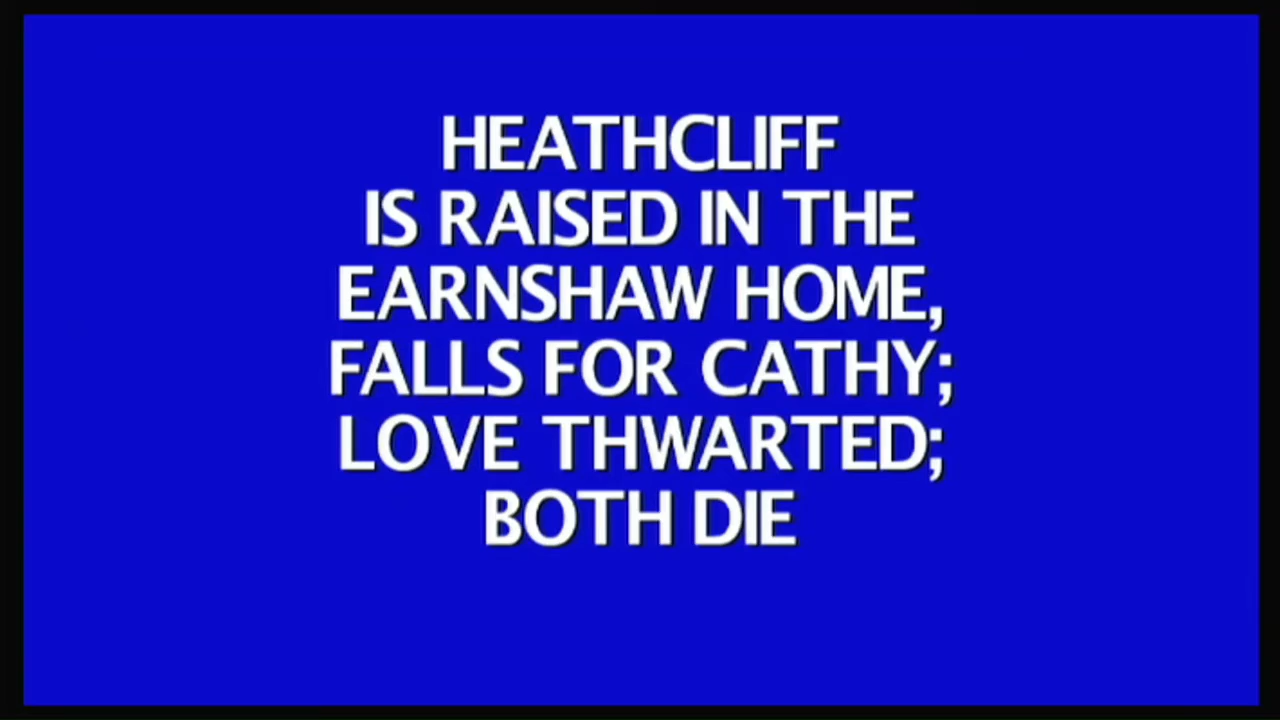 HEATHCLIFF
IS RAISED IN THE
EARNSHAW HOME,
FALLS FOR CATHY;
LOVE THWARTED;
BOTH DIE